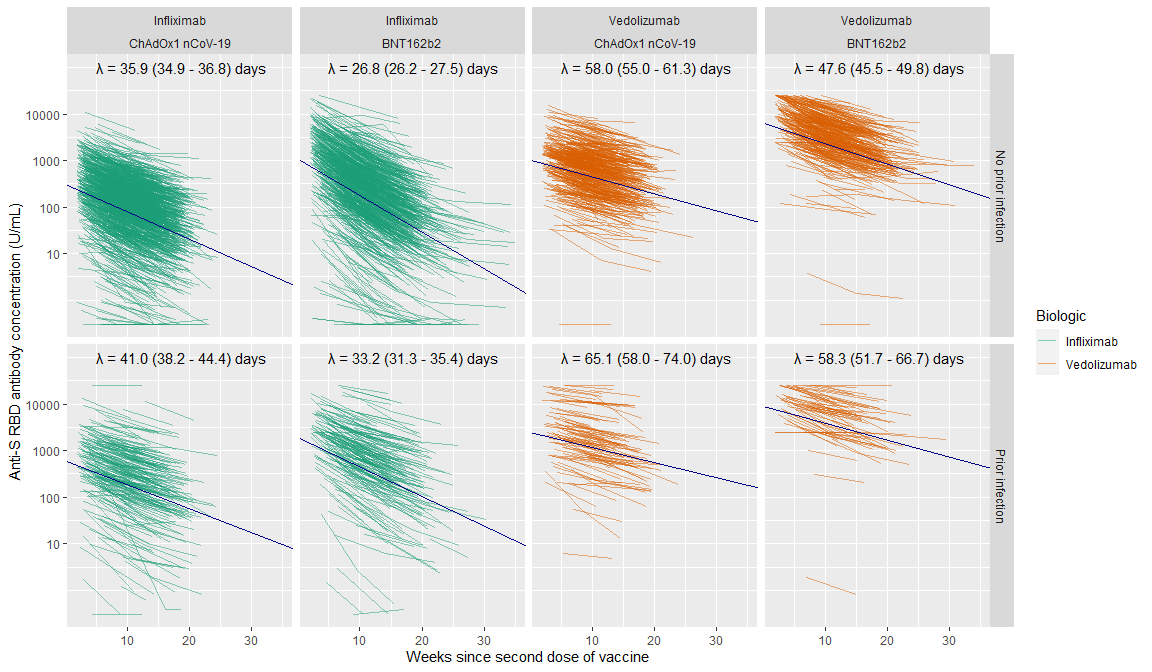 Infliximab
ChAdOx1 nCoV-19
Infliximab
BNT162b2
Vedolizumab
ChAdOx1 nCoV-19
Vedolizumab
BNT162b2
λ = 35.9 (34.9 - 36.8) days
λ = 26.8 (26.2 - 27.5) days
λ = 58.0 (55.0 - 61.3) days
λ = 47.6 (45.5 - 49.8) days
10000
1000
100
10
No prior infection
λ = 41.0 (38.2 - 44.4) days
λ = 33.2 (31.3 - 35.4) days
λ = 65.1 (58.0 - 74.0) days
λ = 58.3 (51.7 - 66.7) days
10000
1000
100
10
Prior infection
Anti-S RBD antibody concentration (U/mL)
10 20 30
10 20 30
10 20 30
10 20 30
Weeks since second dose of vaccine
Biologic
Infliximab
Vedolizumab